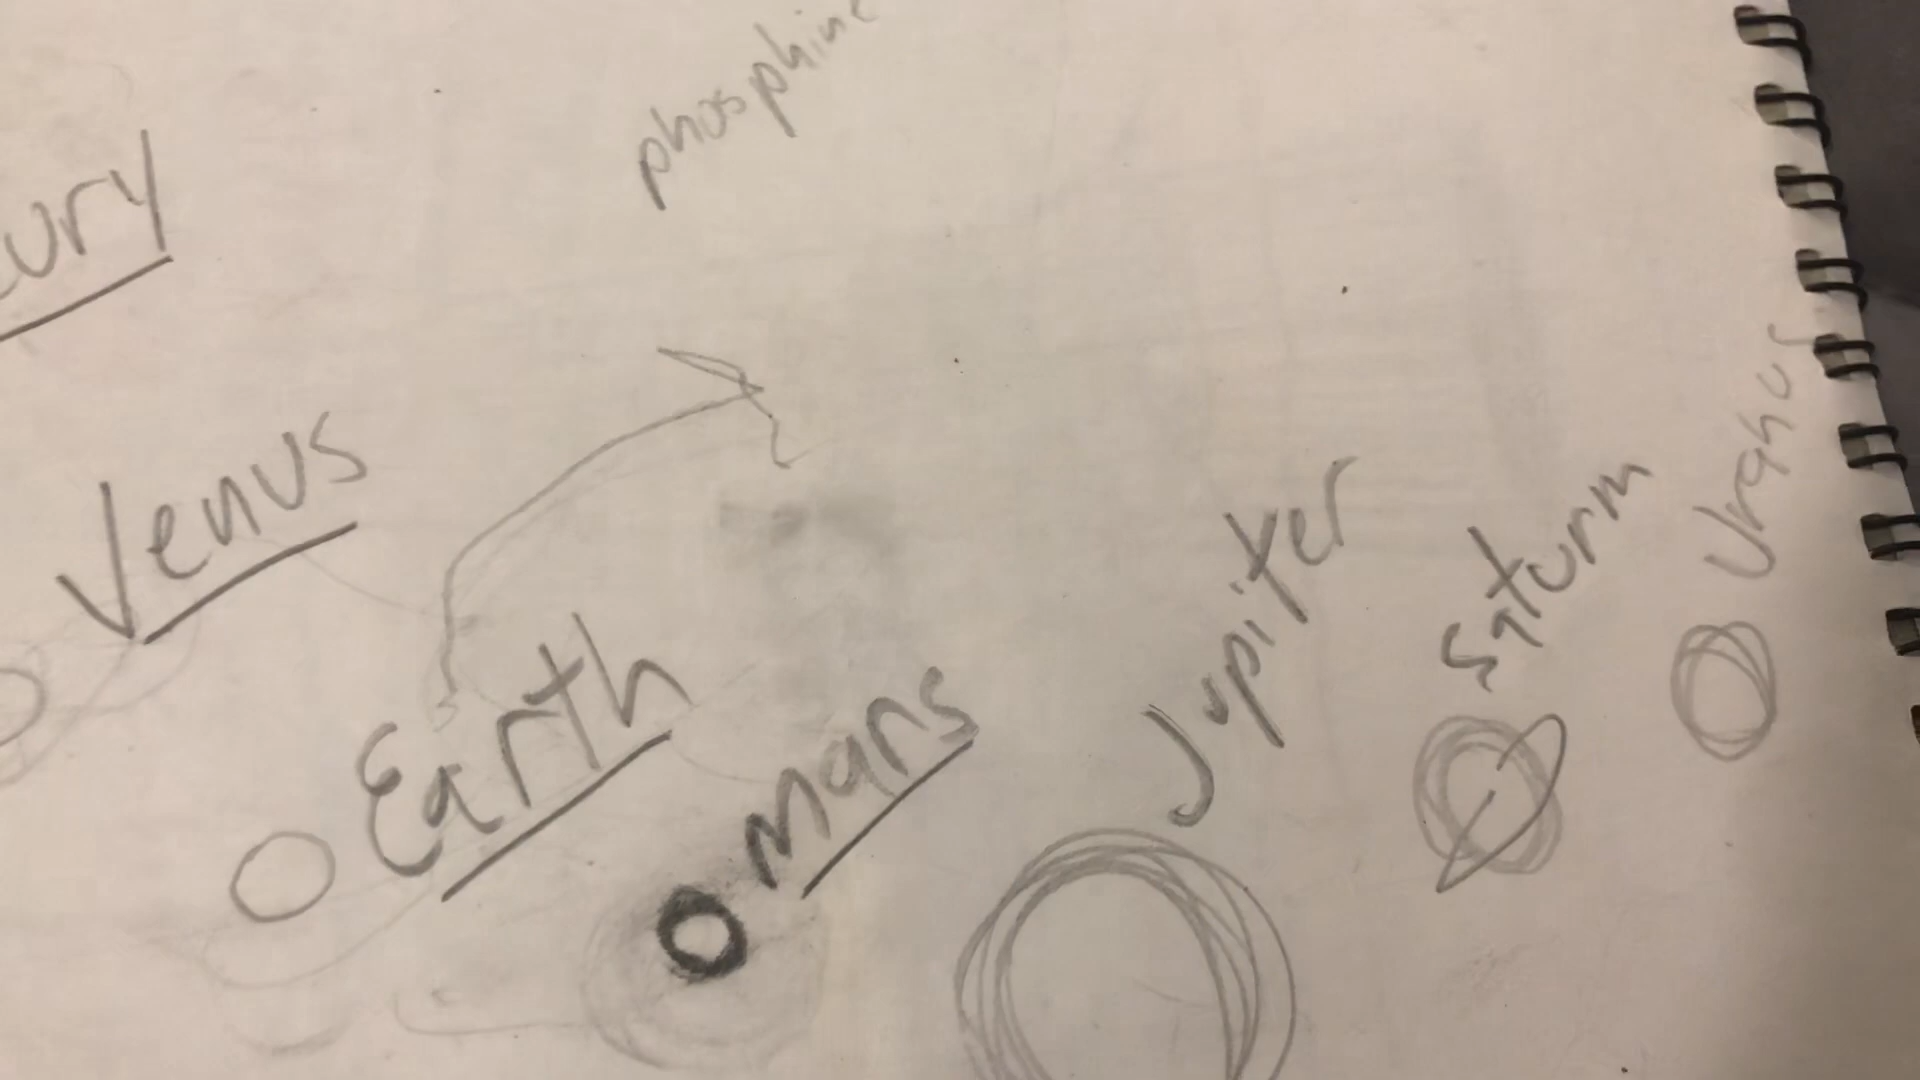 phosphine
ury
Venus
Earth
Mars
Jupiter
Saturn
Uranus